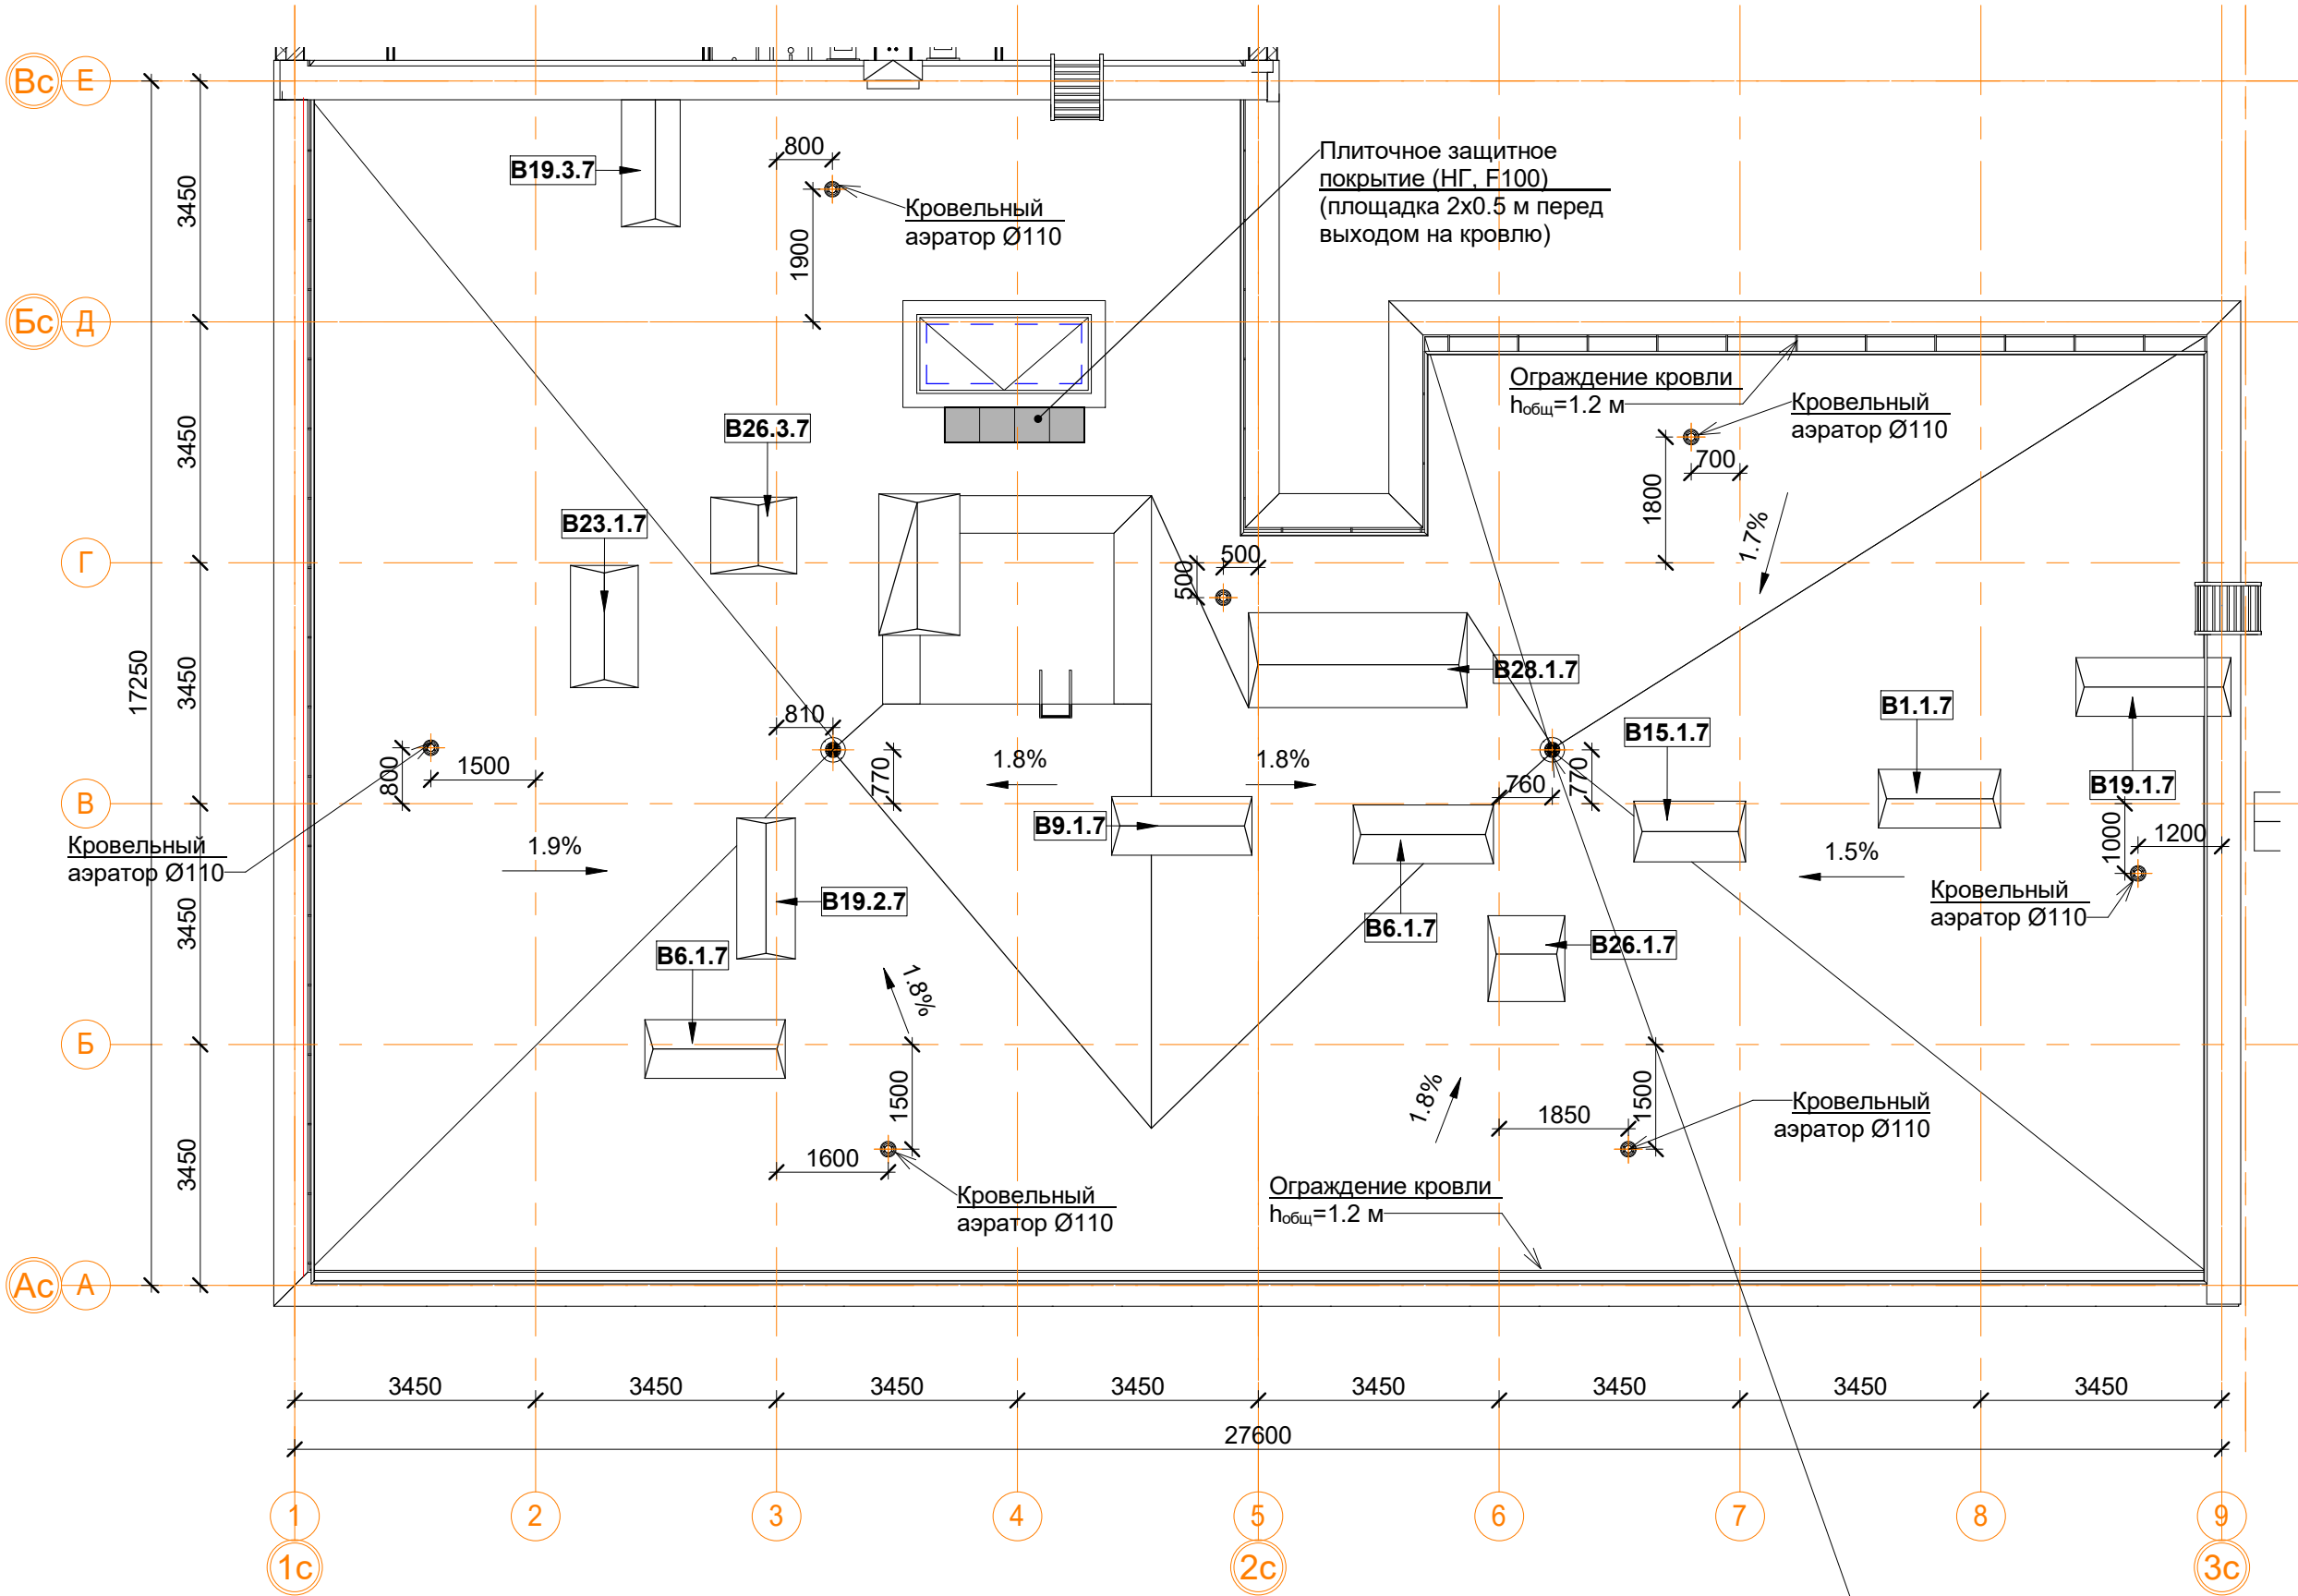 Вс Е
В19.3.7
800
Кровельный
аэратор Ø110
1900
3450
Плиточное защитное
покрытие (НГ, F100)
(площадка 2х0.5 м перед
выходом на кровлю)
Бс Д
Ограждение кровли
hобщ=1.2 м
Кровельный
аэратор Ø110
3450
В26.3.7
700
1800
1.7%
В23.1.7
Г
500
500
17250
3450
В28.1.7
В1.1.7
В15.1.7
810
770
1.8%
1.8%
760
770
В19.1.7
1500
800
В
Кровельный
аэратор Ø110
1.9%
В9.1.7
1.5%
1000
1200
Кровельный
аэратор Ø110
3450
В19.2.7
В6.1.7
В26.1.7
В6.1.7
1.8%
Б
1500
1600
Кровельный
аэратор Ø110
1.8%
1850
1500
Кровельный
аэратор Ø110
3450
Ограждение кровли
hобщ=1.2 м
Ас А
3450 3450 3450 3450 3450 3450 3450 3450
27600
1 2 3 4 5 6 7 8 9
1с 2с 3с